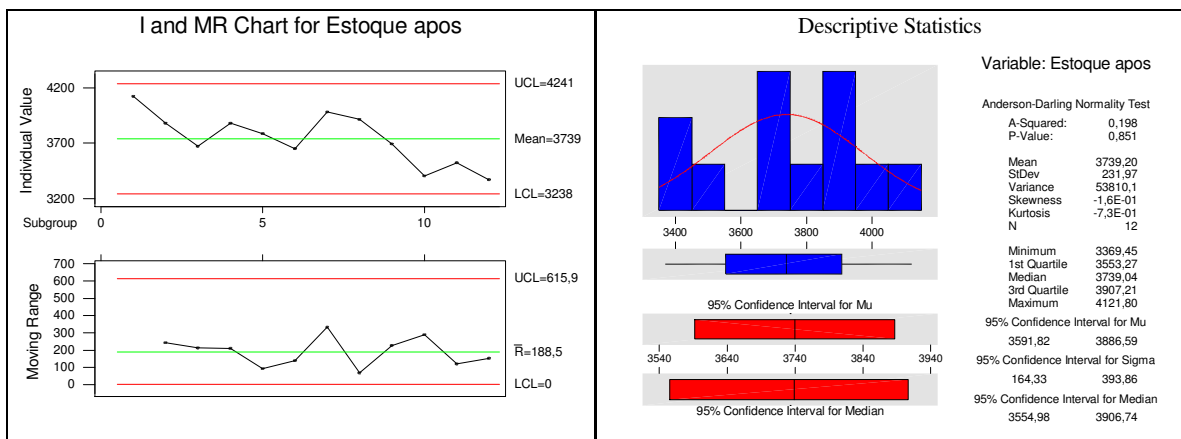 I and MR Chart for Estoque apos
Individual Value
4200
3700
3200
UCL=4241
Mean=3739
LCL=3238
Subgroup 0 5 10
Moving Range
700
600
500
400
300
200
100
0
UCL=615,9
R=188,5
LCL=0
Descriptive Statistics
3400 3600 3800 4000
95% Confidence Interval for Mu
3540 3640 3740 3840 3940
95% Confidence Interval for Median
Variable: Estoque apos
Anderson-Darling Normality Test
A-Squared: 0,198
P-Value: 0,851
Mean 3739,20
StDev 231,97
Variance 53810,1
Skewness -1,6E-01
Kurtosis -7,3E-01
N 12
Minimum 3369,45
1st Quartile 3553,27
Median 3739,04
3rd Quartile 3907,21
Maximum 4121,80
95% Confidence Interval for Mu
3591,82 3886,59
95% Confidence Interval for Sigma
164,33 393,86
95% Confidence Interval for Median
3554,98 3906,74